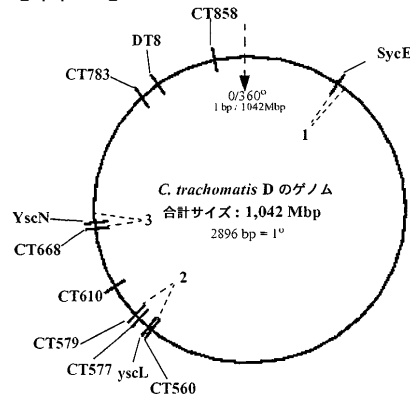 CT858
DT8
SycE
CT783
0/360°
1 bp / 1042Mbp
1
C. trachomatis D のゲノム
合計サイズ : 1,042 Mbp
2896 bp = 1°
YscN
3
CT668
2
CT610
CT579
CT577
yscL
CT560